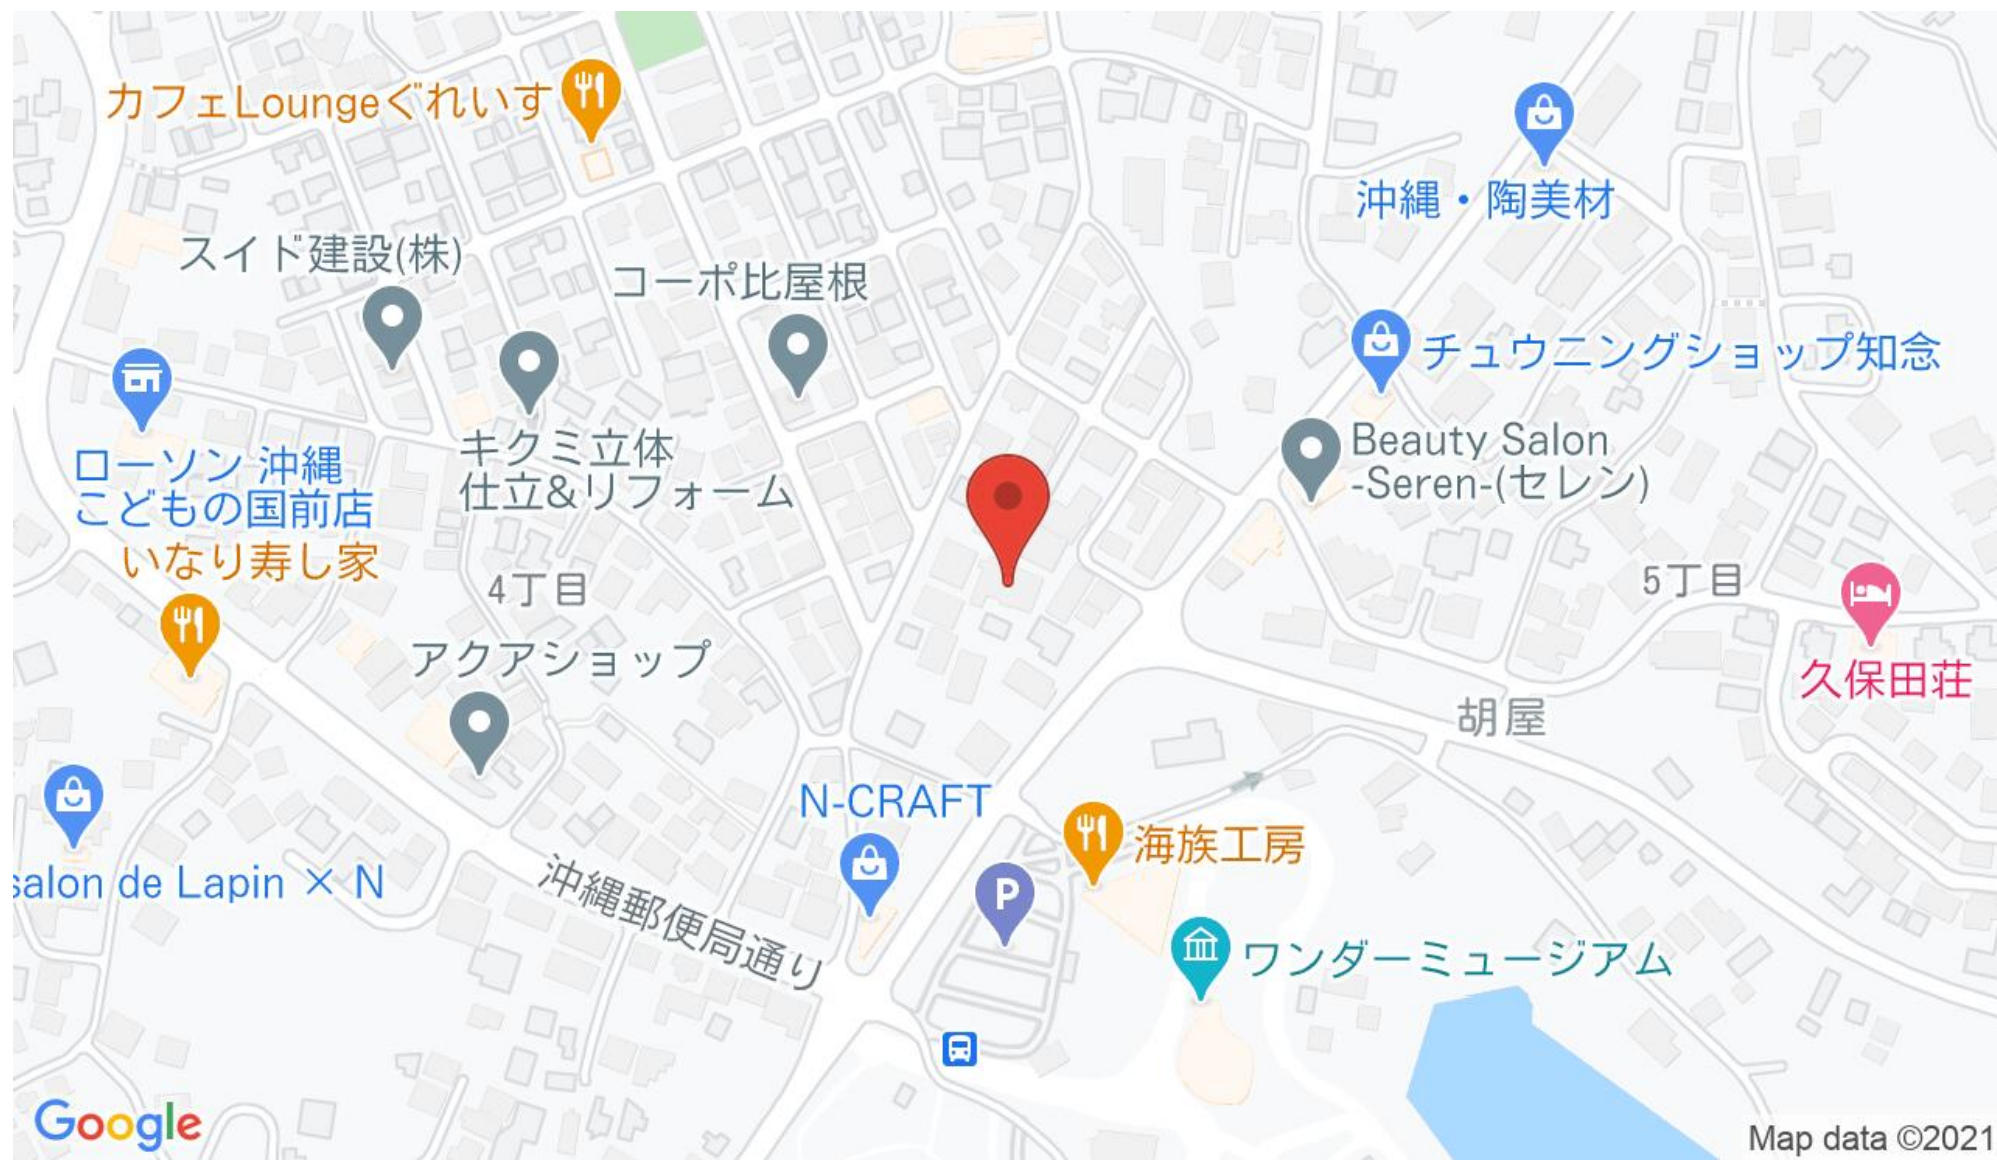 カフェLoungeぐれいす
沖縄・陶美材
スイド建設(株)
コーポ比屋根
チュウニングショップ知念
ローソン 沖縄
こどもの国前店
キクミ立体
仕立&リフォーム
Beauty Salon
-Seren-(セレン)
いなり寿し家
4丁目
5丁目
アクアショップ
久保田荘
胡屋
N-CRAFT
海族工房
salon de Lapin × N
沖縄郵便局通り
P
ワンダーミュージアム
Google
Map data ©2021